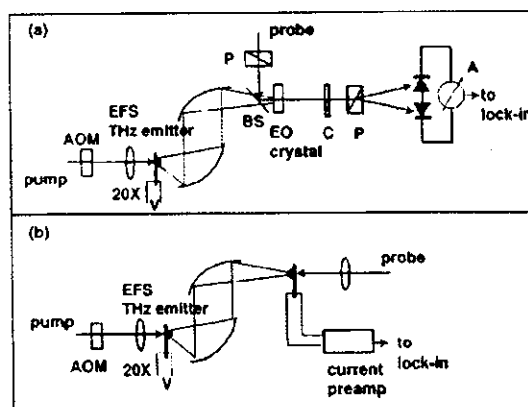 (a)
probe
P
EFS
THz emitter
AOM
pump
20X
V
BS
EO
crystal
C
P
A
to
lock-in
(b)
EFS
THz emitter
pump
AOM
20X
V
probe
current
preamp
to
lock-in